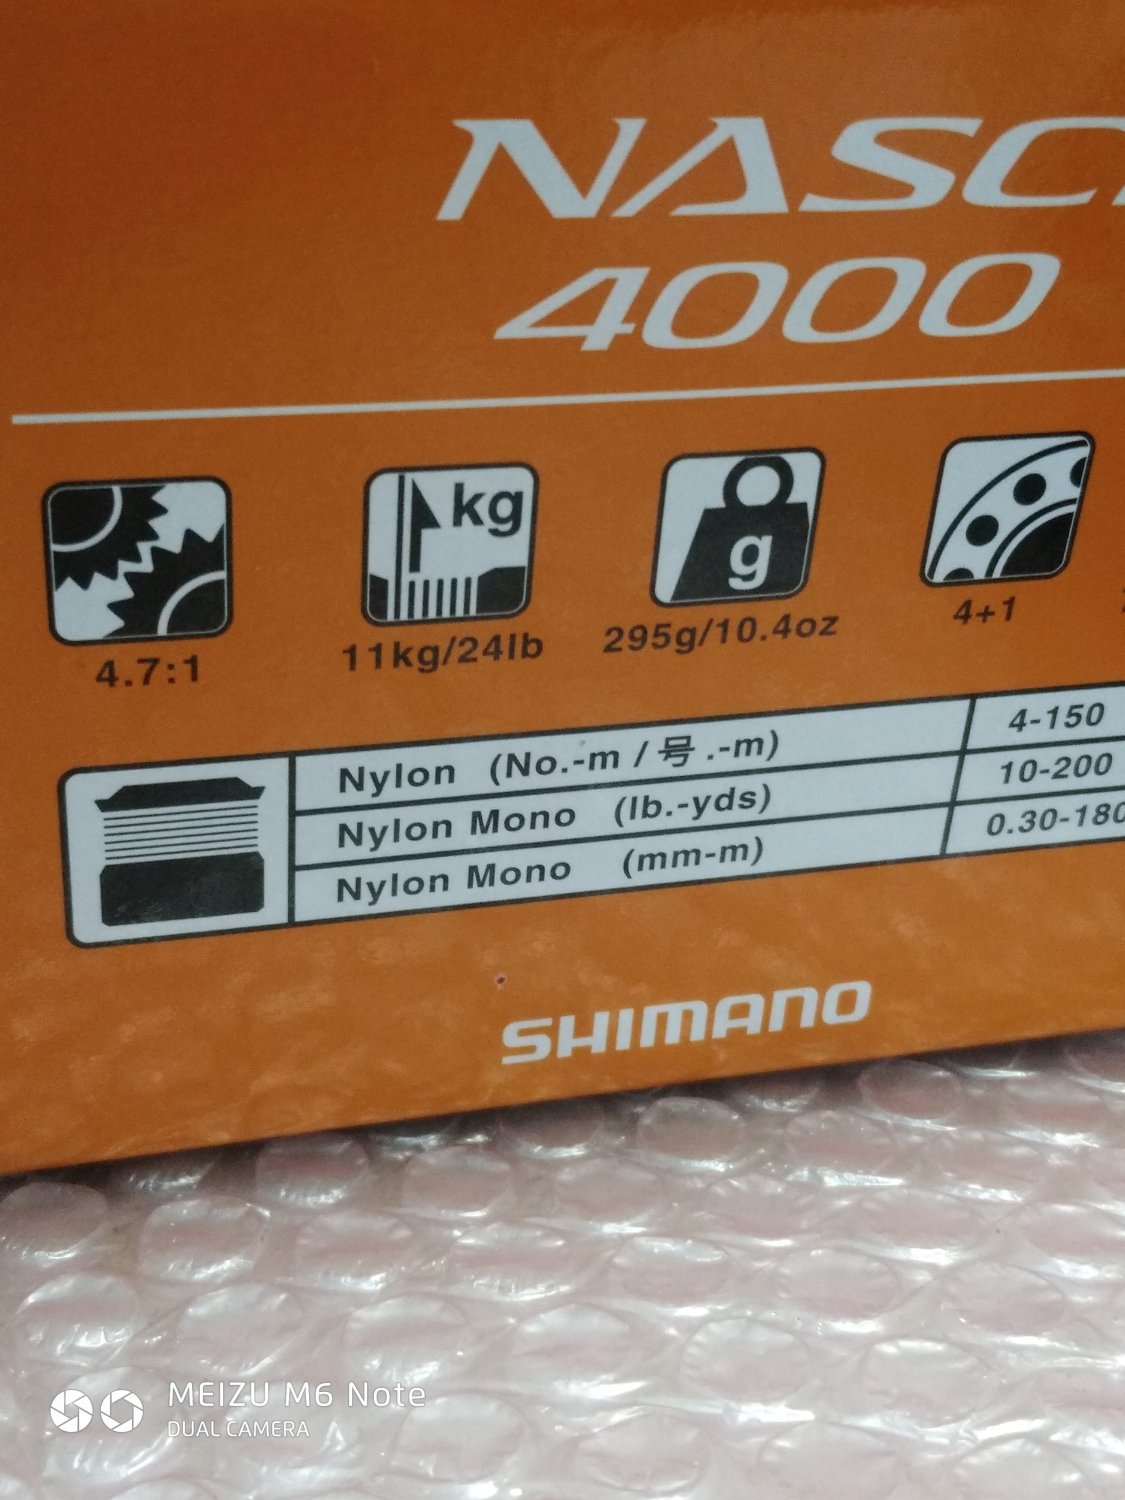 NASC
4000
kg
g
4.7:1
11kg/24lb
295g/10.4oz
4+1
Nylon (No.-m / 号.-m) 4-150
Nylon Mono (lb.-yds) 10-200
Nylon Mono (mm-m) 0.30-180
SHIMANO
MEIZU M6 Note
DUAL CAMERA